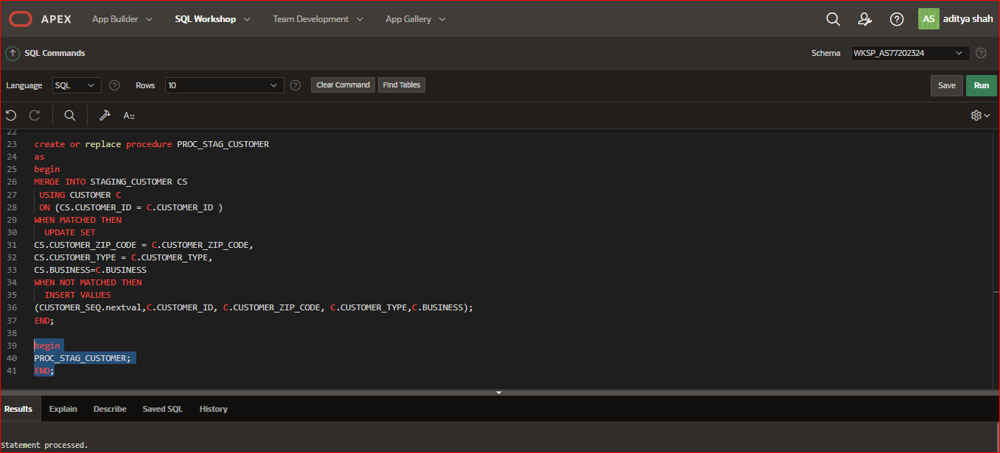 APEX App Builder SQL Workshop Team Development App Gallery AS aditya shah
SQL Commands Schema WKSP_AS77202324
Language SQL Rows 10 Clear Command Find Tables Save Run
A::
22
23 create or replace procedure PROC_STAG_CUSTOMER
24 as
25 begin
26 MERGE INTO STAGING_CUSTOMER CS
27 USING CUSTOMER C
28 ON (CS.CUSTOMER_ID = C.CUSTOMER_ID )
29 WHEN MATCHED THEN
30 UPDATE SET
31 CS.CUSTOMER_ZIP_CODE = C.CUSTOMER_ZIP_CODE,
32 CS.CUSTOMER_TYPE = C.CUSTOMER_TYPE,
33 CS.BUSINESS=C.BUSINESS
34 WHEN NOT MATCHED THEN
35 INSERT VALUES
36 (CUSTOMER_SEQ.nextval,C.CUSTOMER_ID, C.CUSTOMER_ZIP_CODE, C.CUSTOMER_TYPE,C.BUSINESS);
37 END;
38
39 begin
40 PROC_STAG_CUSTOMER;
41 END;
Results Explain Describe Saved SQL History
Statement processed.